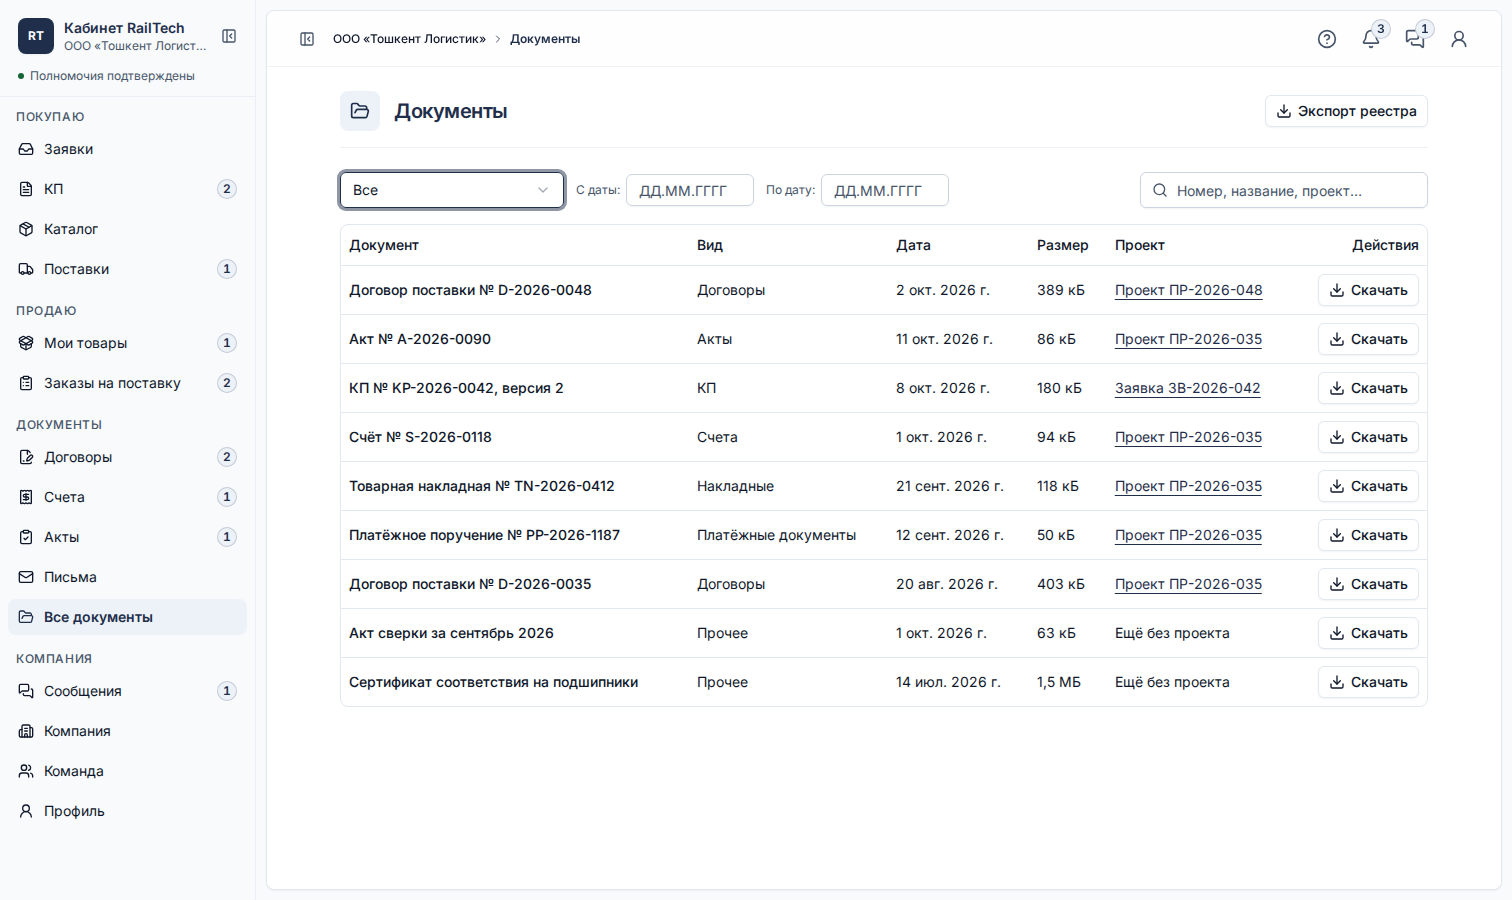 RT
Кабинет RailTech
ООО «Тошкент Логист...
Полномочия подтверждены
ПОКУПАЮ
Заявки
КП 2
Каталог
Поставки 1
ПРОДАЮ
Мои товары 1
Заказы на поставку 2
ДОКУМЕНТЫ
Договоры 2
Счета 1
Акты 1
Письма
Все документы
КОМПАНИЯ
Сообщения 1
Компания
Команда
Профиль
ООО «Тошкент Логистик» > Документы
3 1
Документы
Экспорт реестра
Все С даты: ДД.ММ.ГГГГ По дату: ДД.ММ.ГГГГ Номер, название, проект...
Документ Вид Дата Размер Проект Действия
Договор поставки № D-2026-0048 Договоры 2 окт. 2026 г. 389 кБ Проект ПР-2026-048 Скачать
Акт № A-2026-0090 Акты 11 окт. 2026 г. 86 кБ Проект ПР-2026-035 Скачать
КП № KP-2026-0042, версия 2 КП 8 окт. 2026 г. 180 кБ Заявка ЗВ-2026-042 Скачать
Счёт № S-2026-0118 Счета 1 окт. 2026 г. 94 кБ Проект ПР-2026-035 Скачать
Товарная накладная № TN-2026-0412 Накладные 21 сент. 2026 г. 118 кБ Проект ПР-2026-035 Скачать
Платёжное поручение № PP-2026-1187 Платёжные документы 12 сент. 2026 г. 50 кБ Проект ПР-2026-035 Скачать
Договор поставки № D-2026-0035 Договоры 20 авг. 2026 г. 403 кБ Проект ПР-2026-035 Скачать
Акт сверки за сентябрь 2026 Прочее 1 окт. 2026 г. 63 кБ Ещё без проекта Скачать
Сертификат соответствия на подшипники Прочее 14 июл. 2026 г. 1,5 МБ Ещё без проекта Скачать